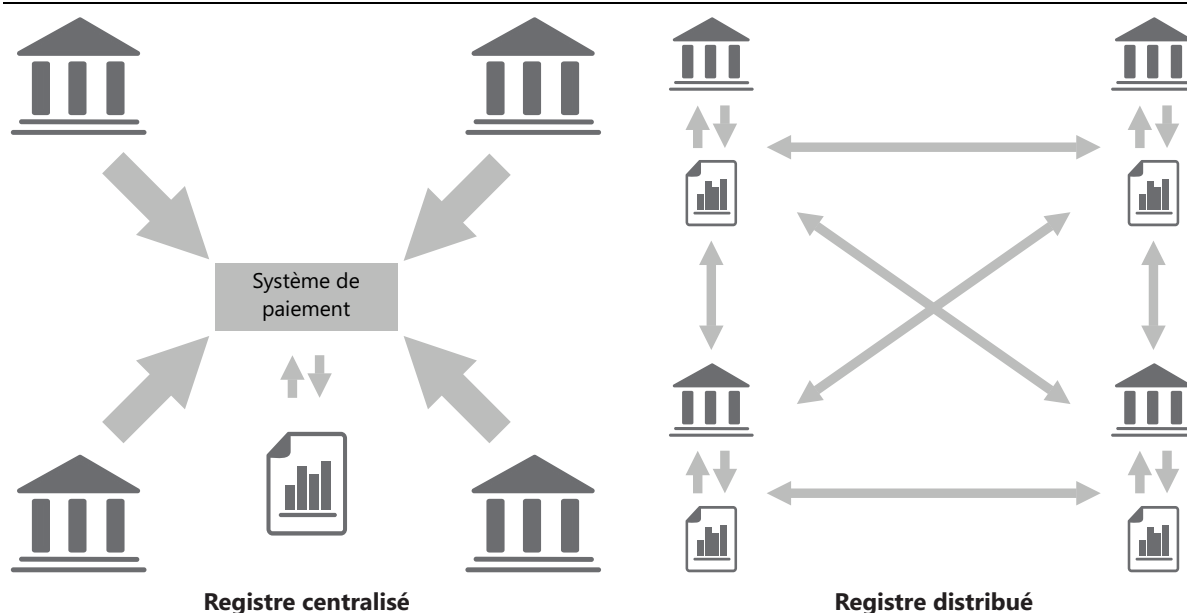 Système de
paiement
Registre centralisé
Registre distribué